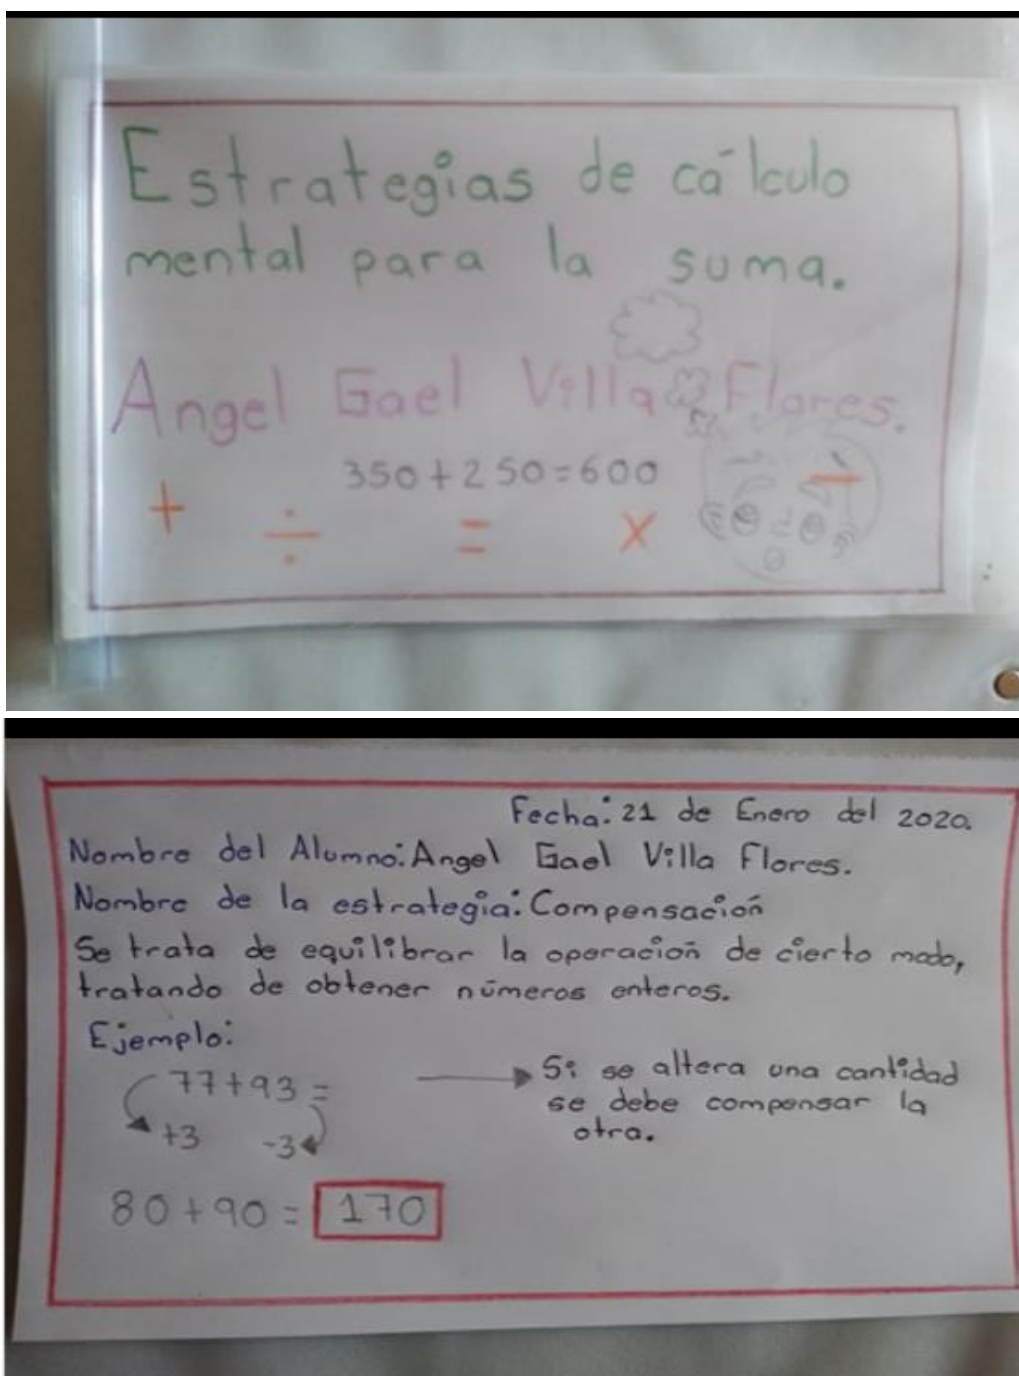 Estrategias de cálculo
mental para la suma.
Angel Gael Villa Flores.
350+250=600
+ ÷ = x −
Fecha: 21 de Enero del 2020.
Nombre del Alumno: Angel Gael Villa Flores.
Nombre de la estrategia: Compensación
Se trata de equilibrar la operación de cierto modo,
tratando de obtener números enteros.
Ejemplo:
77+93=
+3 -3
Si se altera una cantidad
se debe compensar la
otra.
80+90= 170